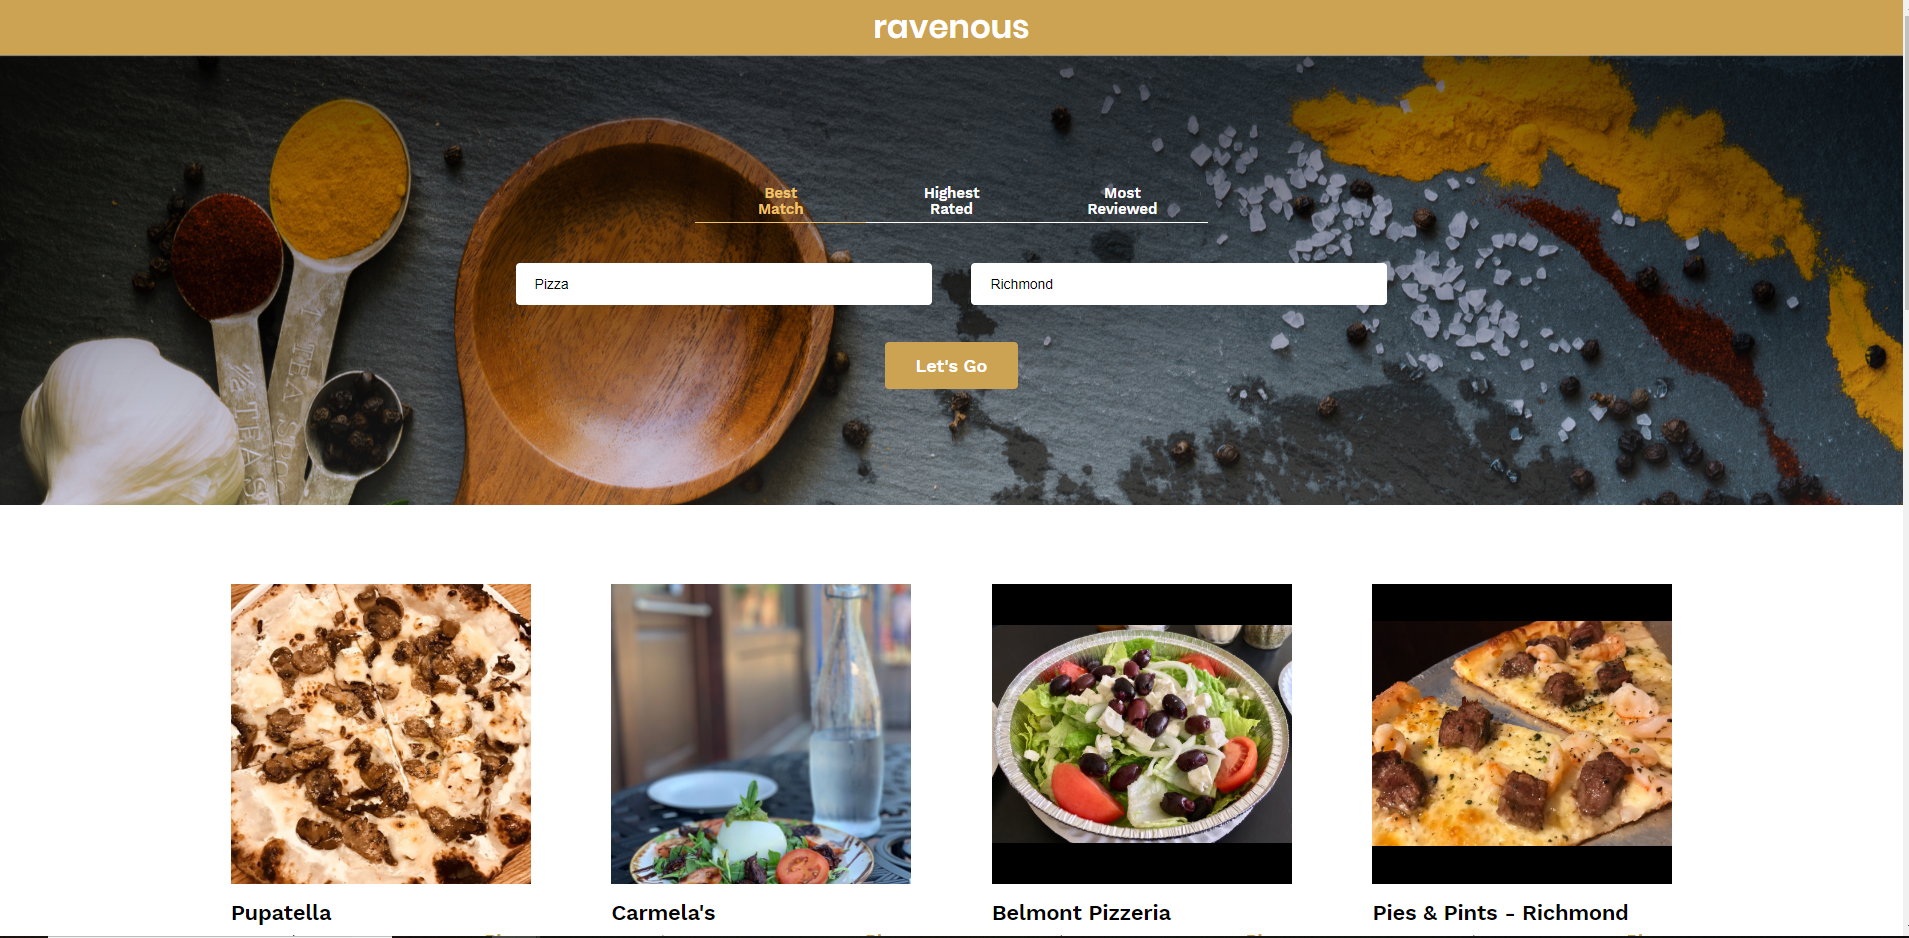 ravenous
Best
Match
Highest
Rated
Most
Reviewed
Pizza
Richmond
Let's Go
Pupatella
Carmela's
Belmont Pizzeria
Pies & Pints - Richmond